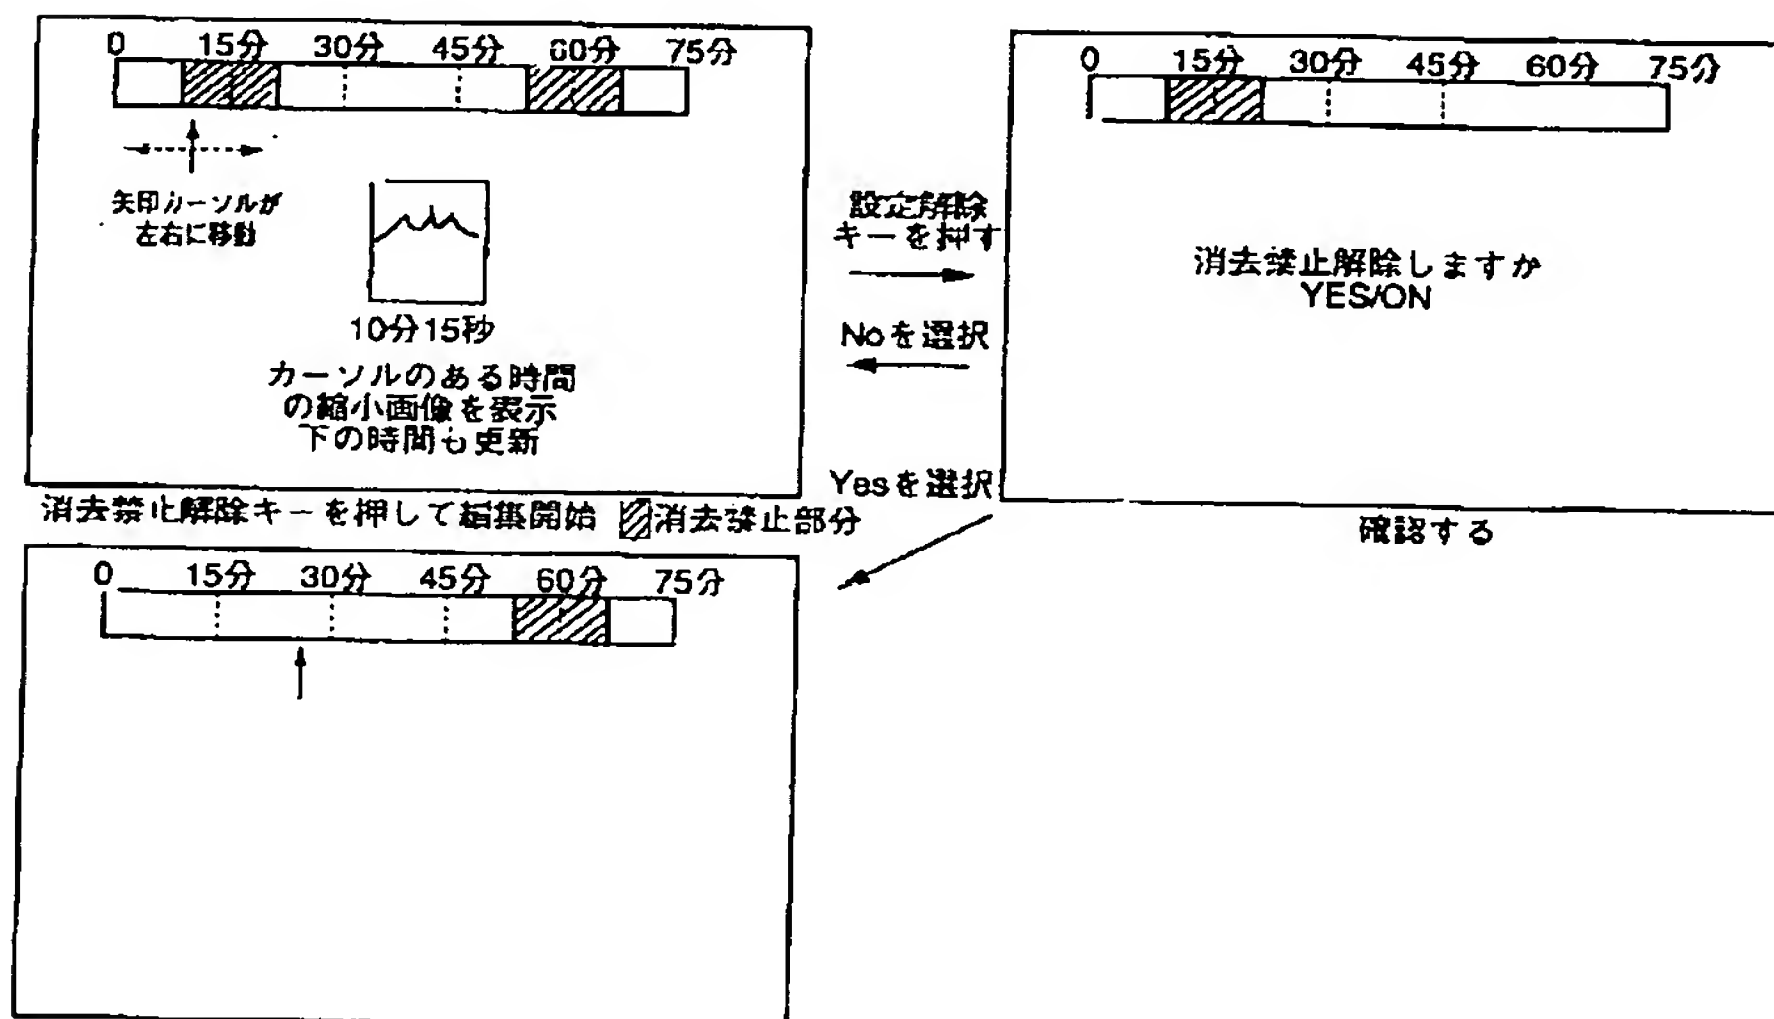 0 15分 30分 45分 60分 75分
矢印カーソルが
左右に移動
10分15秒
カーソルのある時間
の縮小画像を表示
下の時間も更新
消去禁止解除キーを押して編集開始 消去禁止部分
設定解除
キーを押す
Noを選択
Yesを選択
0 15分 30分 45分 60分 75分
消去禁止解除しますか
YES/ON
確認する
0 15分 30分 45分 60分 75分